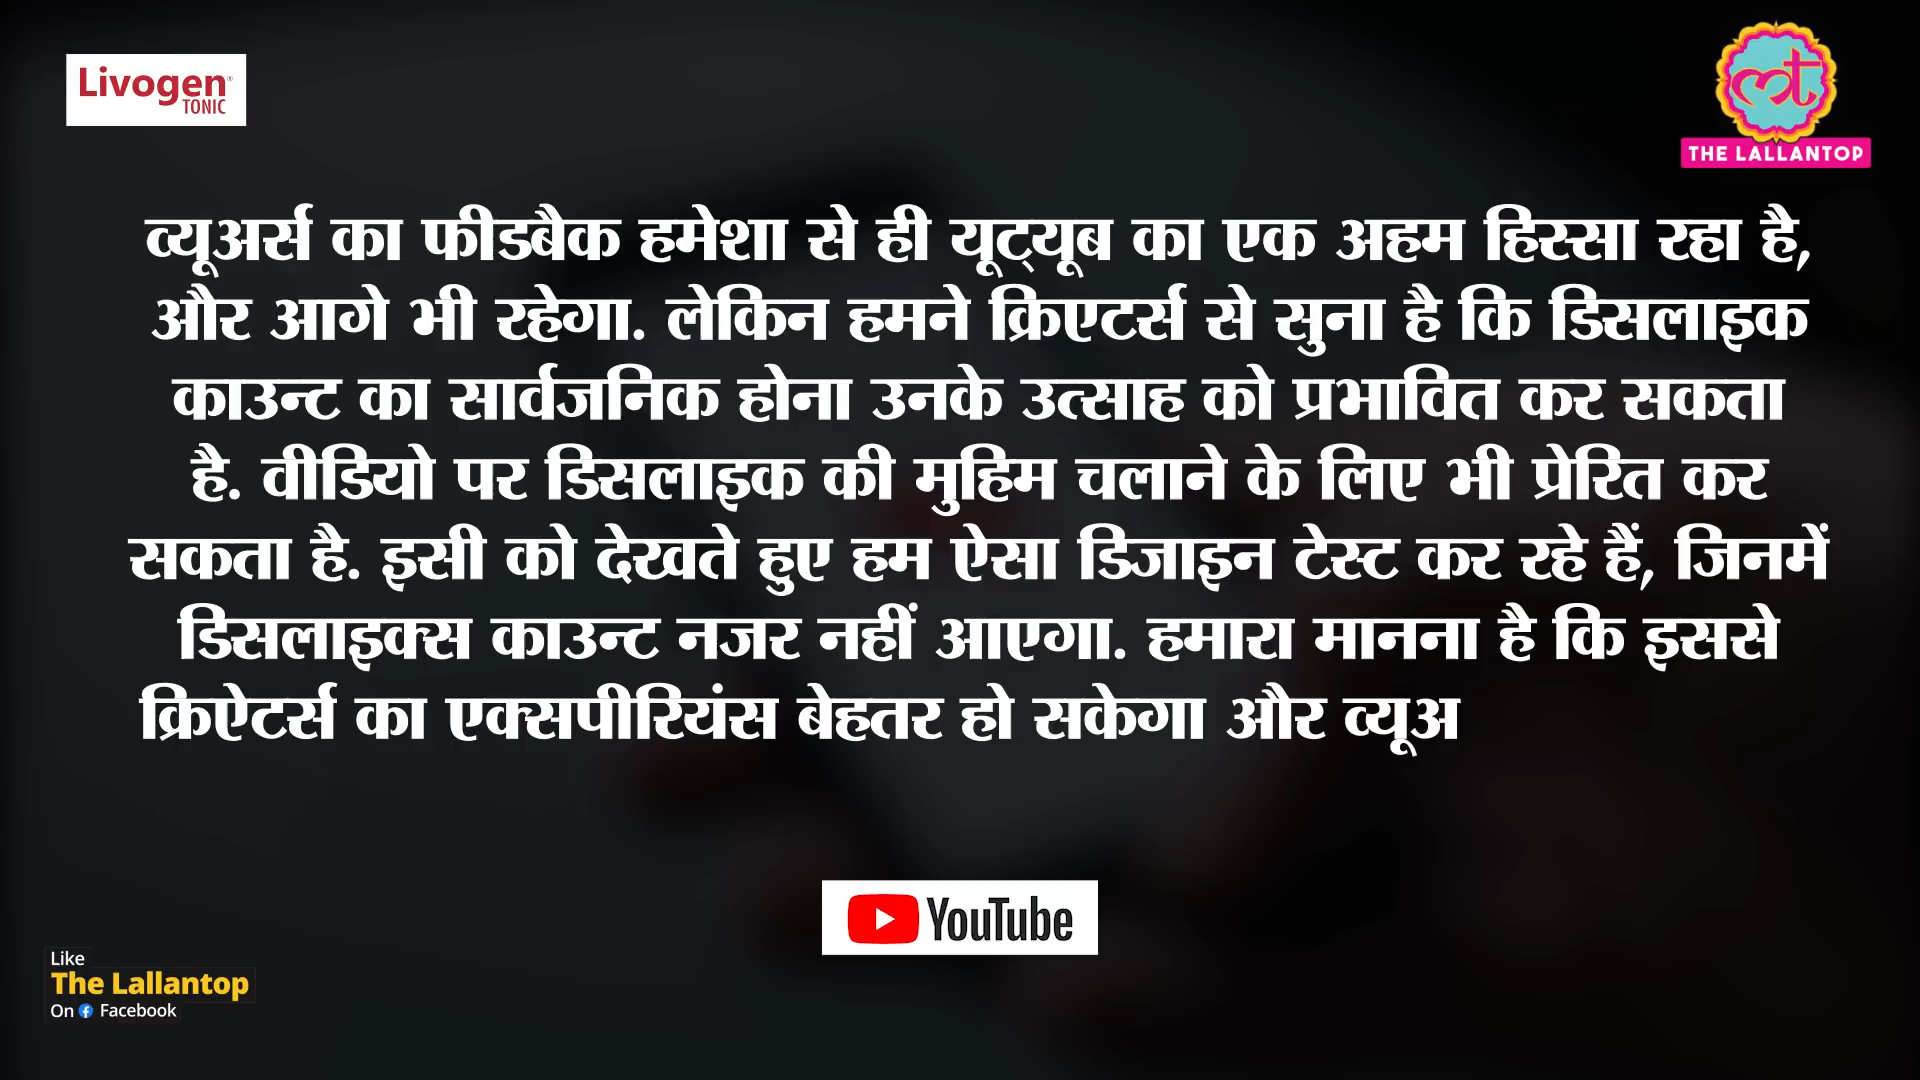 Livogen
TONIC
THE LALLANTOP
व्यूअर्स का फीडबैक हमेशा से ही यूट्यूब का एक अहम हिस्सा रहा है,
और आगे भी रहेगा. लेकिन हमने क्रिएटर्स से सुना है कि डिसलाइक
काउन्ट का सार्वजनिक होना उनके उत्साह को प्रभावित कर सकता
है. वीडियो पर डिसलाइक की मुहिम चलाने के लिए भी प्रेरित कर
सकता है. इसी को देखते हुए हम ऐसा डिजाइन टेस्ट कर रहे हैं, जिनमें
डिसलाइक्स काउन्ट नजर नहीं आएगा. हमारा मानना है कि इससे
क्रिऐटर्स का एक्सपीरियंस बेहतर हो सकेगा और व्यूअ
YouTube
Like
The Lallantop
On Facebook